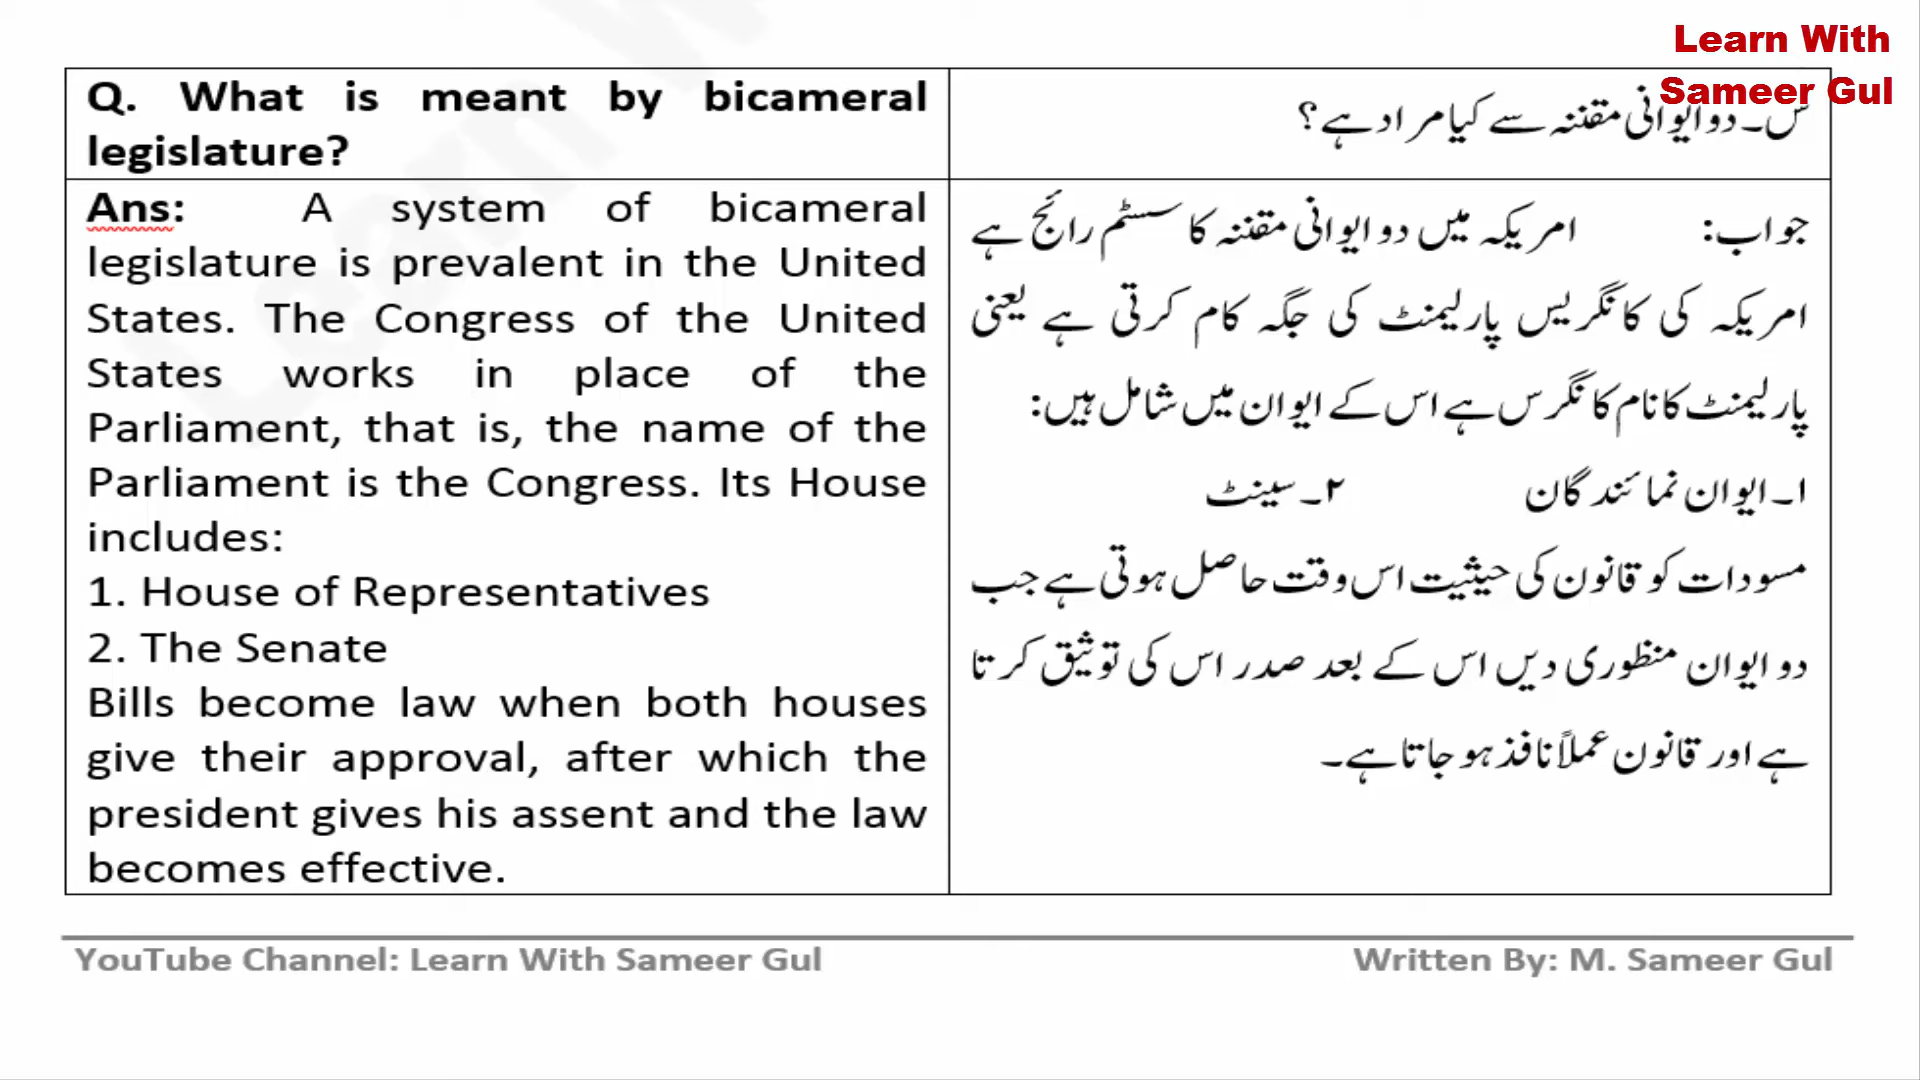 Learn With
Sameer Gul
Q. What is meant by bicameral
legislature?
س۔ دو ایوانی مقننہ سے کیا مراد ہے؟
Ans: A system of bicameral
legislature is prevalent in the United
States. The Congress of the United
States works in place of the
Parliament, that is, the name of the
Parliament is the Congress. Its House
includes:
1. House of Representatives
2. The Senate
Bills become law when both houses
give their approval, after which the
president gives his assent and the law
becomes effective.
جواب: امریکہ میں دو ایوانی مقننہ کا سسٹم رائج ہے
امریکہ کی کانگریس پارلیمنٹ کی جگہ کام کرتی ہے یعنی
پارلیمنٹ کا نام کانگرس ہے اس کے ایوان میں شامل ہیں:
۱۔ ایوان نمائندگان ۲۔ سینٹ
مسودات کو قانون کی حیثیت اس وقت حاصل ہوتی ہے جب
دو ایوان منظوری دیں اس کے بعد صدر اس کی توثیق کرتا
ہے اور قانون عملاً نافذ ہو جاتا ہے۔
YouTube Channel: Learn With Sameer Gul
Written By: M. Sameer Gul